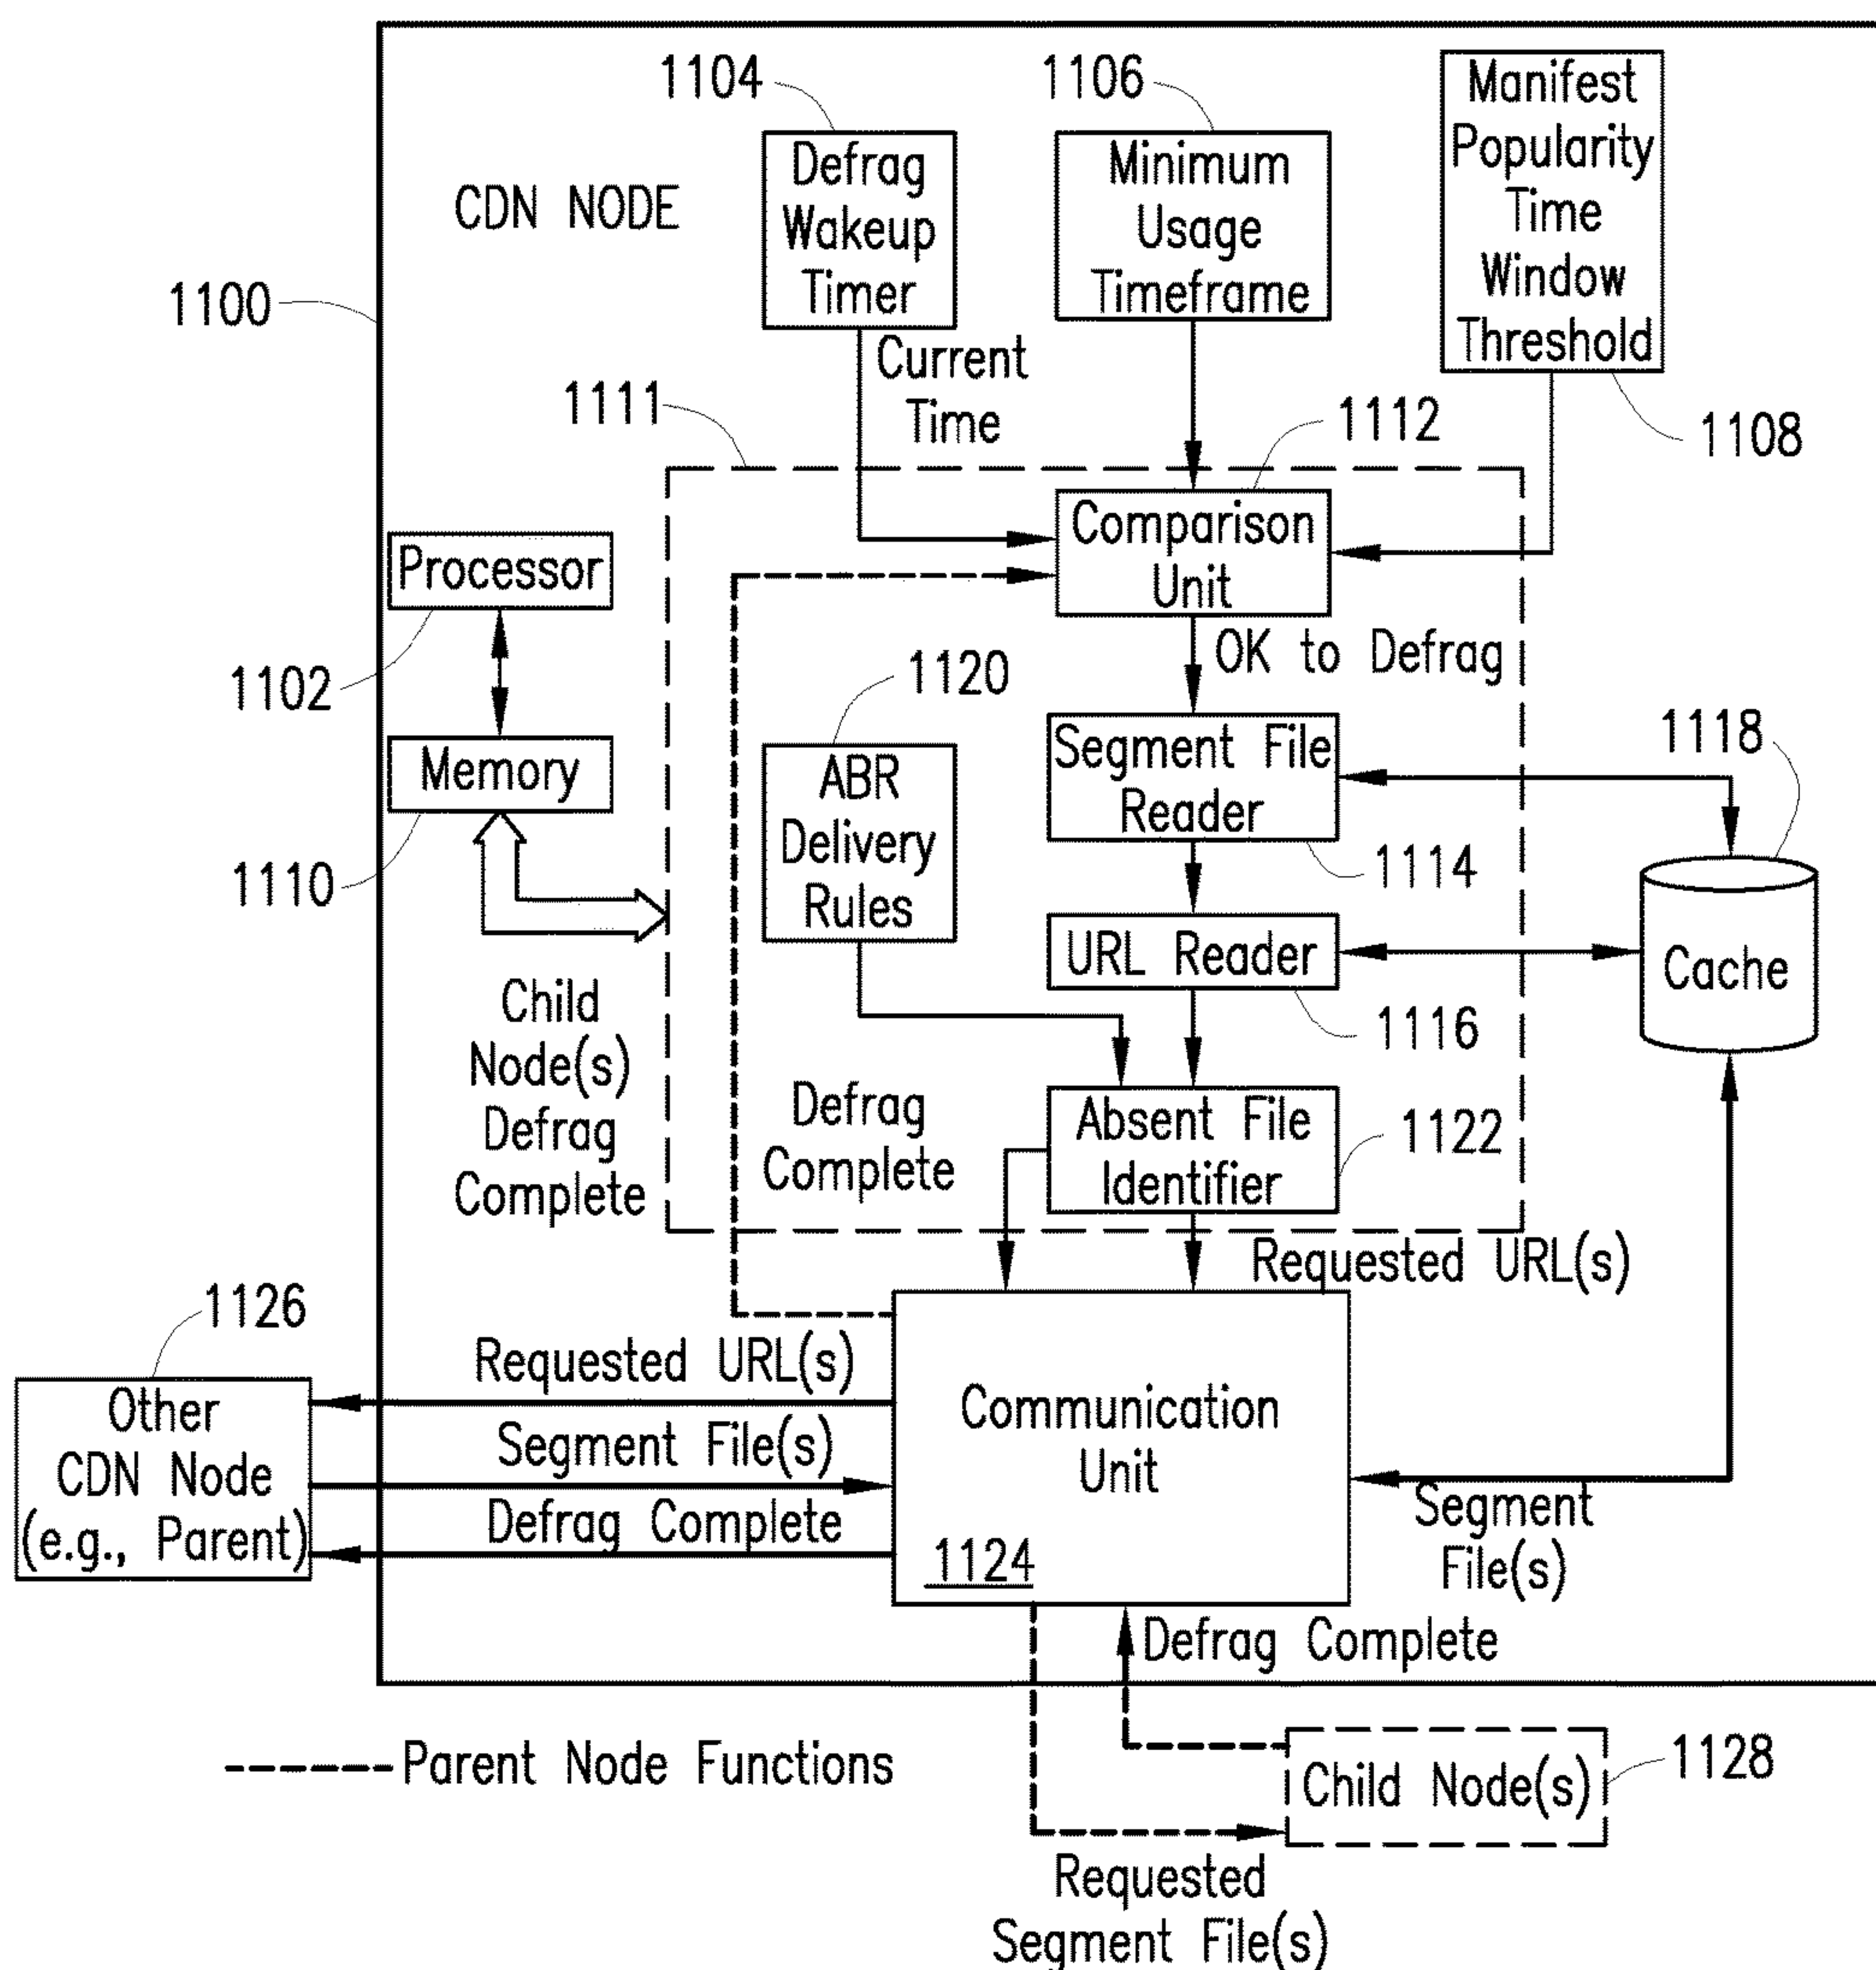 1104
1106
Manifest
Popularity
Time
Window
Threshold
Defrag
Wakeup
Timer
Minimum
Usage
Timeframe
CDN NODE
1100
Current
Time
1111
1112
1108
Comparison
Unit
Processor
OK to Defrag
1102
1120
1118
Segment File
Reader
Memory
ABR
Delivery
Rules
1110
1114
URL Reader
Cache
Child
Node(s)
Defrag
Complete
1116
Defrag
Complete
Absent File
Identifier
1122
Requested URL(s)
1126
Requested URL(s)
Other
CDN Node
(e.g., Parent)
Segment File(s)
Defrag Complete
Communication
Unit
1124
Segment
File(s)
Defrag Complete
Parent Node Functions
Child Node(s)
1128
Requested
Segment File(s)